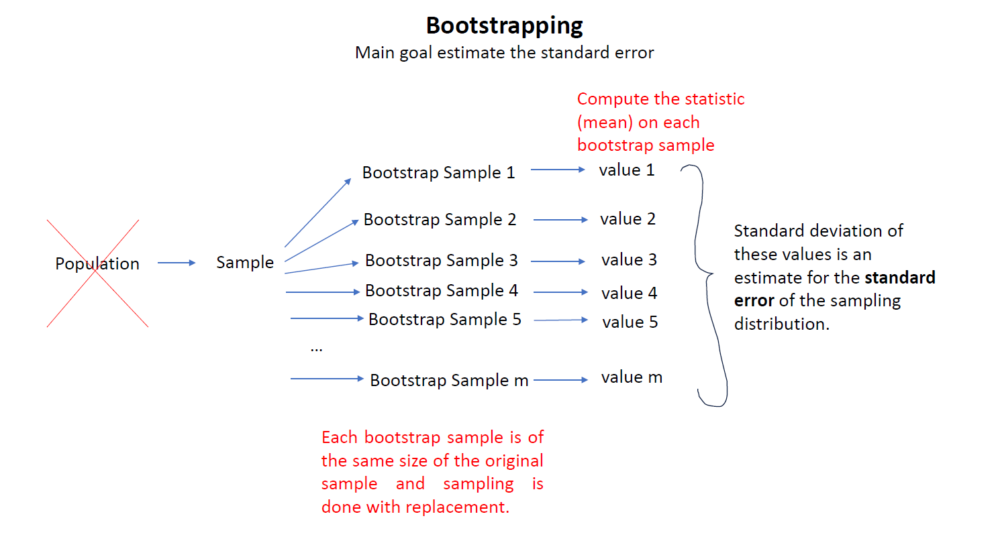 Bootstrapping
Main goal estimate the standard error
Compute the statistic
(mean) on each
bootstrap sample
Bootstrap Sample 1
value 1
Bootstrap Sample 2
value 2
Population
Sample
Bootstrap Sample 3
value 3
Bootstrap Sample 4
value 4
Bootstrap Sample 5
value 5
...
Bootstrap Sample m
value m
Standard deviation of
these values is an
estimate for the standard
error of the sampling
distribution.
Each bootstrap sample is of
the same size of the original
sample and sampling is
done with replacement.